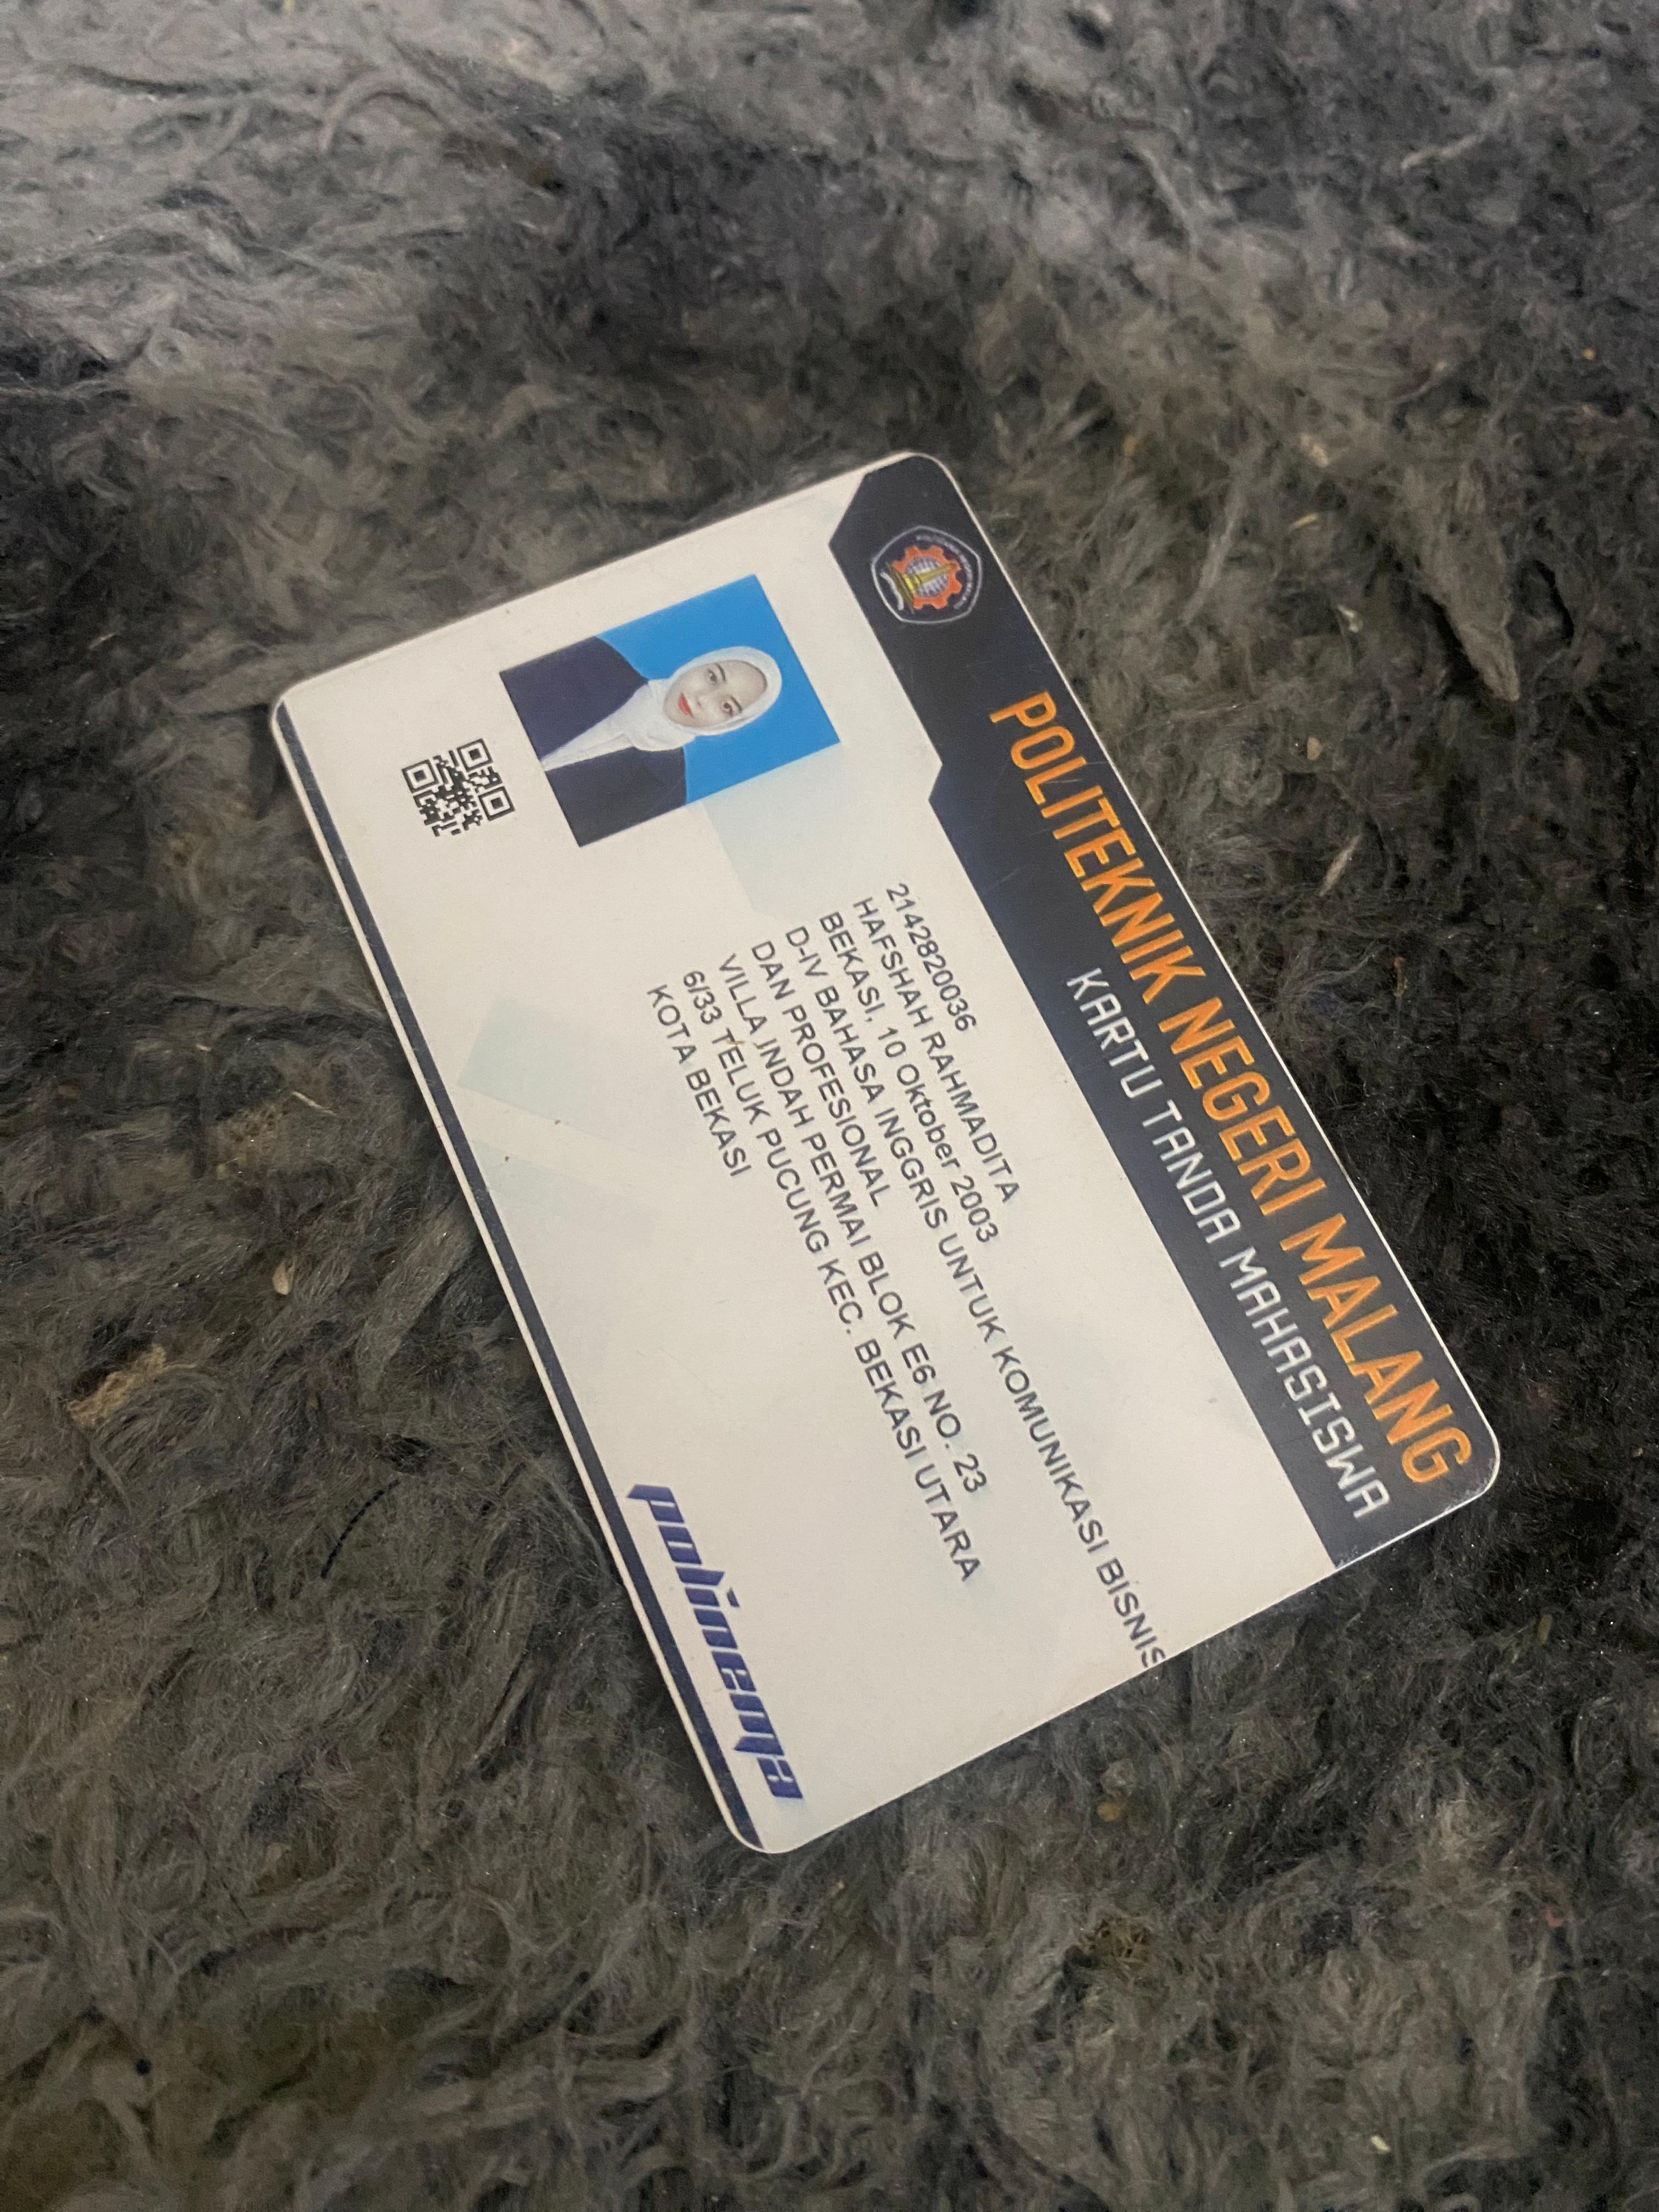 POLITEKNIK NEGERI MALANG
KARTU TANDA MAHASISWA
2142820036
HAFSHAH RAHMADITA
BEKASI, 10 Oktober 2003
D-IV BAHASA INGGRIS UNTUK KOMUNIKASI BISNIS
DAN PROFESIONAL
VILLA INDAH PERMAI BLOK E6 NO. 23
6/33 TELUK PUCUNG KEC. BEKASI UTARA
KOTA BEKASI
polinema